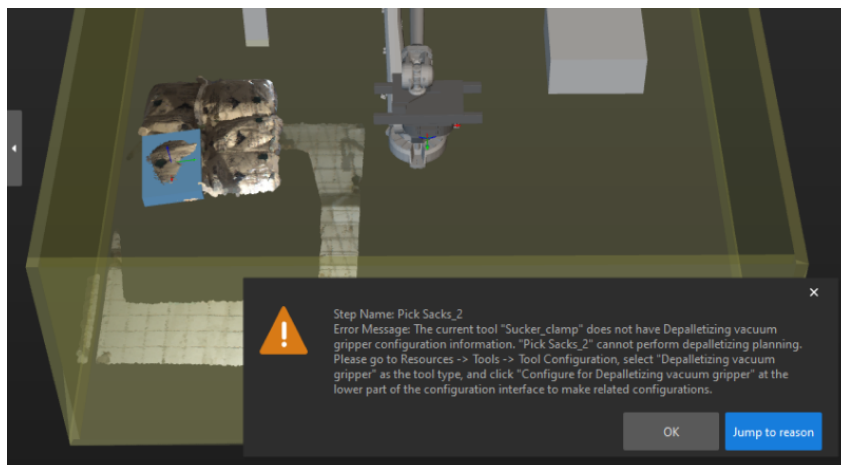 Step Name: Pick Sacks_2
Error Message: The current tool "Sucker_clamp" does not have Depalletizing vacuum
gripper configuration information. "Pick Sacks_2" cannot perform depalletizing planning.
Please go to Resources -> Tools -> Tool Configuration, select "Depalletizing vacuum
gripper" as the tool type, and click "Configure for Depalletizing vacuum gripper" at the
lower part of the configuration interface to make related configurations.
OK
Jump to reason